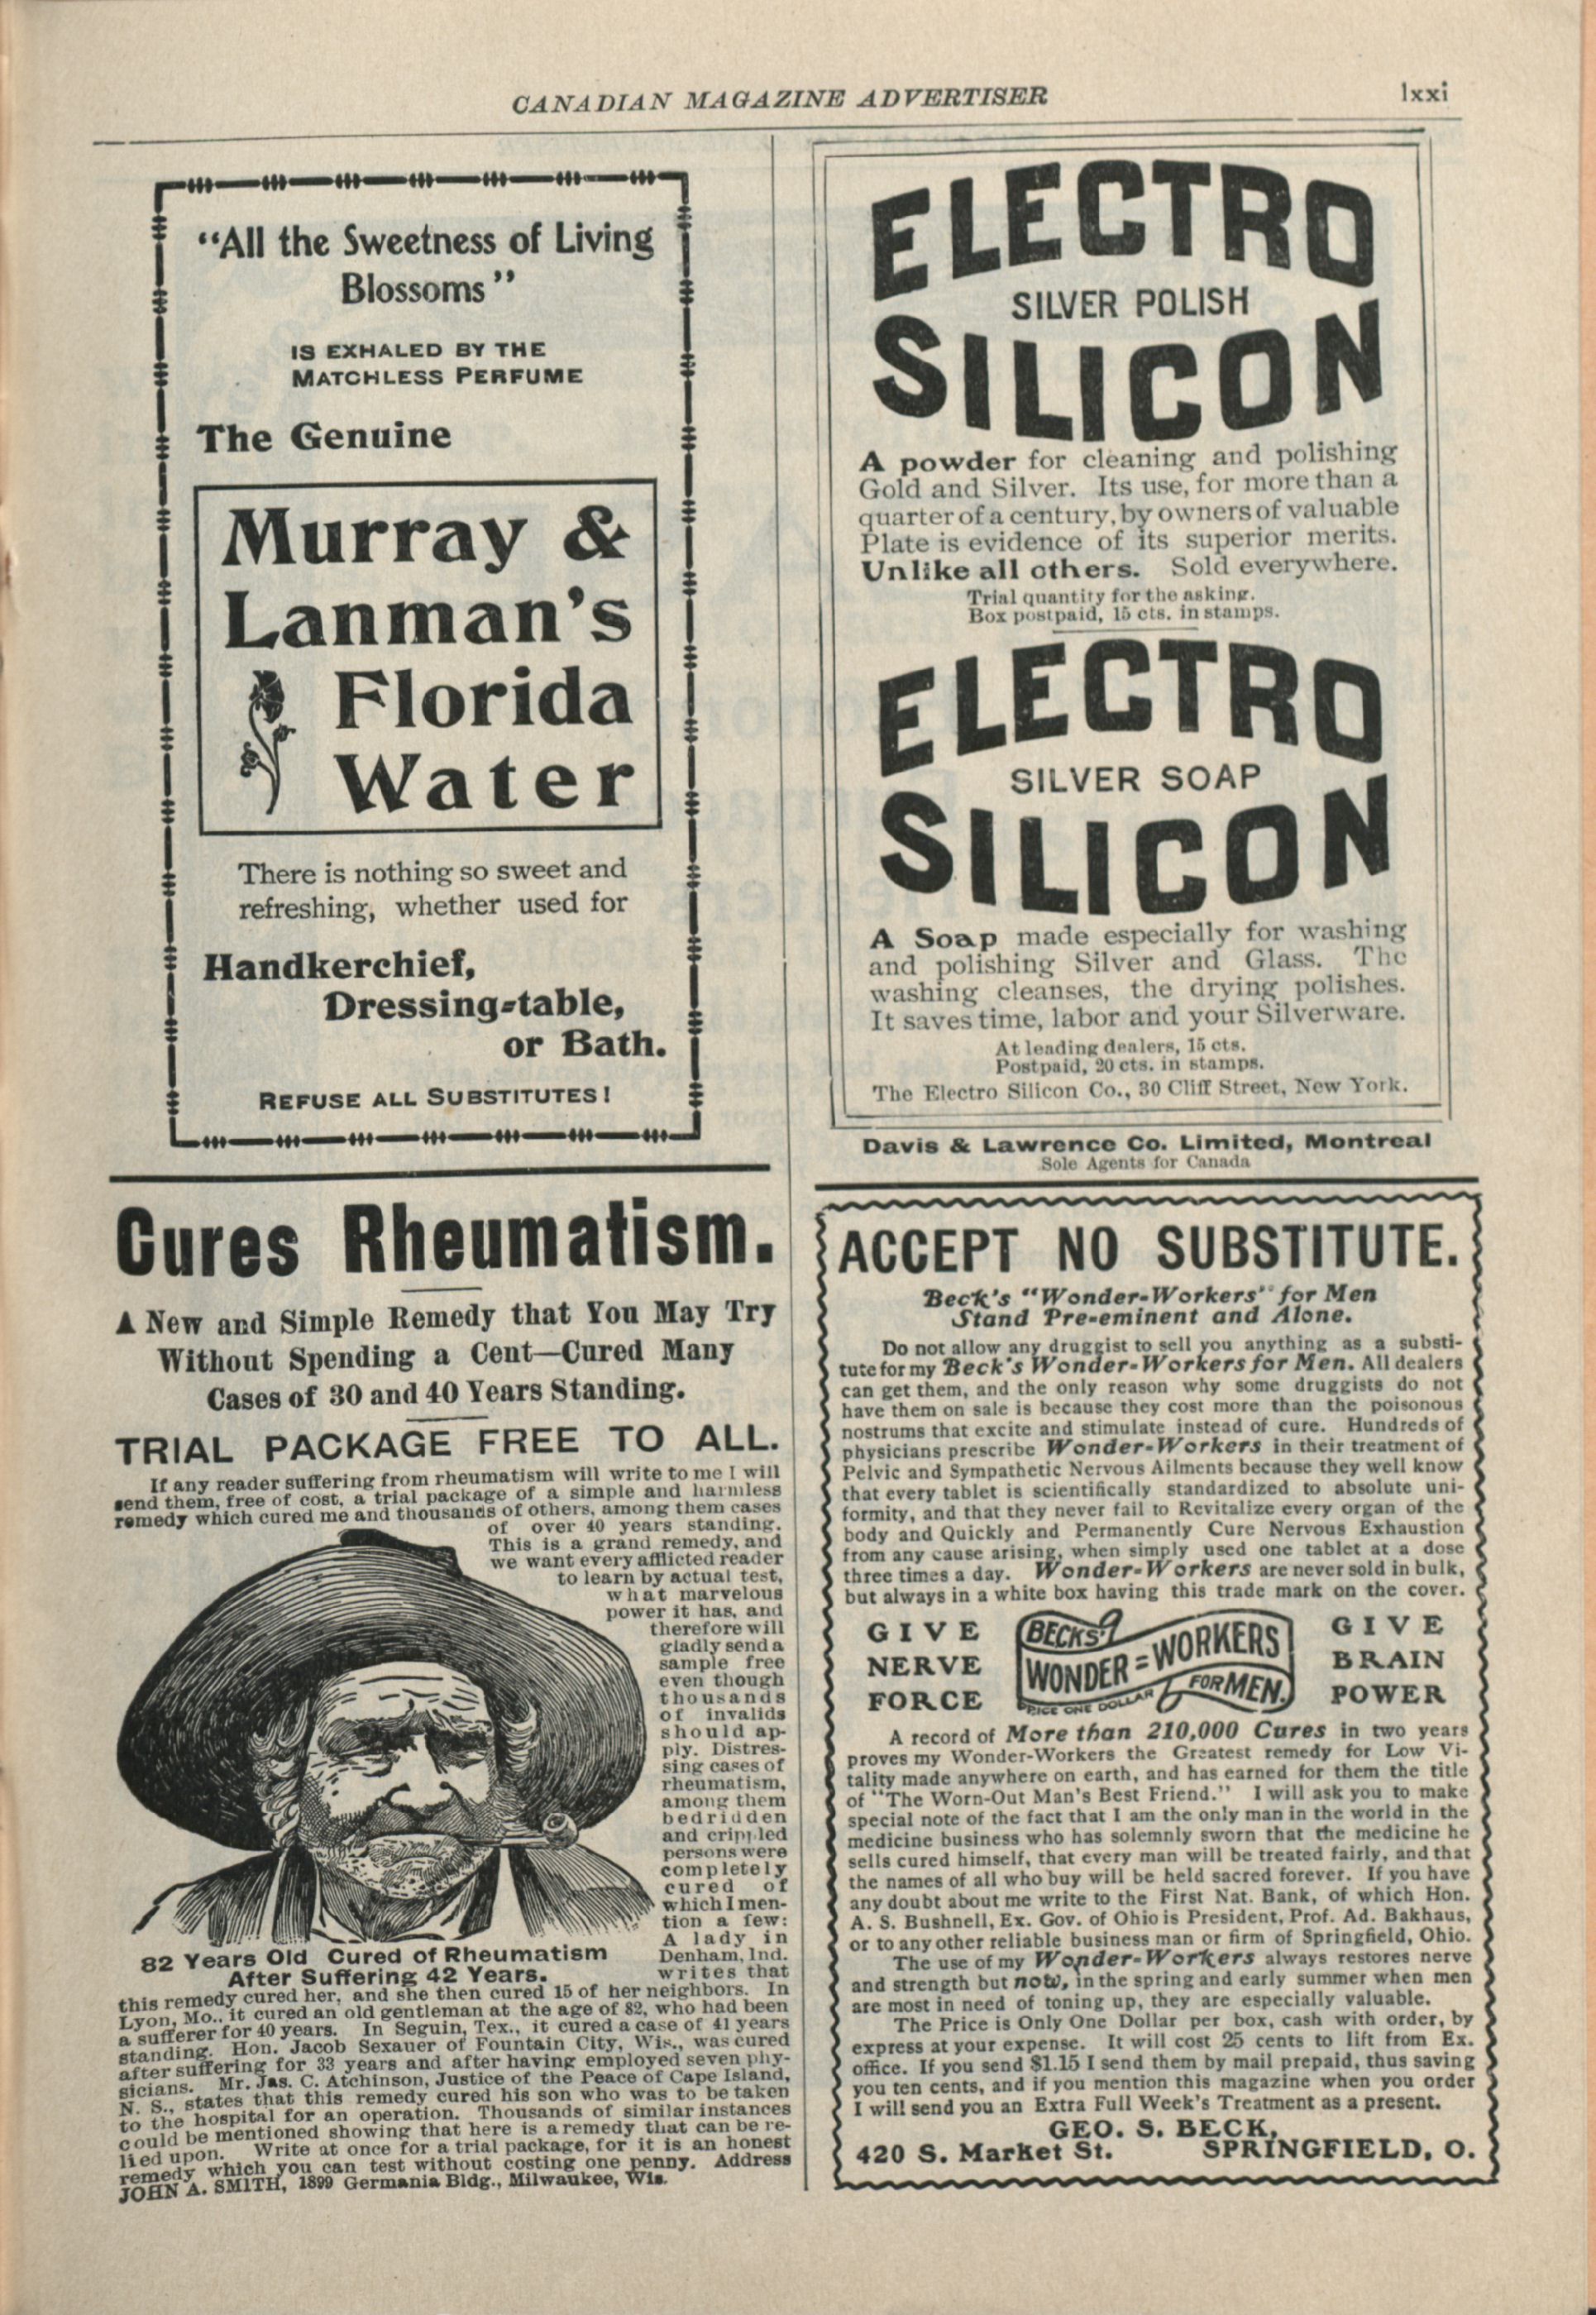 CANADIAN MAGAZINE ADVERTISER
lxxi
"All the Sweetness of Living
Blossoms"
IS EXHALED BY THE
MATCHLESS PERFUME
The Genuine
Murray &
Lanman's
Florida
Water
There is nothing so sweet and
refreshing, whether used for
Handkerchief,
Dressing-table,
or Bath.
REFUSE ALL SUBSTITUTES!
ELECTRO
SILVER POLISH
SILICON
A powder for cleaning and polishing
Gold and Silver. Its use, for more than a
quarter of a century, by owners of valuable
Plate is evidence of its superior merits.
Unlike all others. Sold everywhere.
Trial quantity for the asking.
Box postpaid, 15 cts. in stamps.
ELECTRO
SILVER SOAP
SILICON
A Soap made especially for washing
and polishing Silver and Glass. The
washing cleanses, the drying polishes.
It saves time, labor and your Silverware.
At leading dealers, 15 cts.
Postpaid, 20 cts. in stamps.
The Electro Silicon Co., 30 Cliff Street, New York.
Davis & Lawrence Co. Limited, Montreal
Sole Agents for Canada
Cures Rheumatism.
A New and Simple Remedy that You May Try
Without Spending a Cent—Cured Many
Cases of 30 and 40 Years Standing.
TRIAL PACKAGE FREE TO ALL.
If any reader suffering from rheumatism will write to me I will
send them, free of cost, a trial package of a simple and harmless
remedy which cured me and thousands of others, among them cases
of over 40 years standing.
This is a grand remedy, and
we want every afflicted reader
to learn by actual test,
what marvelous
power it has, and
therefore will
gladly send a
sample free
even though
thousands
of invalids
should ap-
ply. Distres-
sing cases of
rheumatism,
among them
bedridden
and crippled
persons were
completely
cured of
which I men-
tion a few:
A lady in
Denham, Ind.
writes that
82 Years Old Cured of Rheumatism
After Suffering 42 Years.
this remedy cured her, and she then cured 15 of her neighbors. In
Lyon, Mo., it cured an old gentleman at the age of 82, who had been
a sufferer for 40 years. In Seguin, Tex., it cured a case of 41 years
standing. Hon. Jacob Sexauer of Fountain City, Wis., was cured
after suffering for 33 years and after having employed seven phy-
sicians. Mr. Jas. C. Atchinson, Justice of the Peace of Cape Island,
N. S., states that this remedy cured his son who was to be taken
to the hospital for an operation. Thousands of similar instances
could be mentioned showing that here is a remedy that can be re-
lied upon. Write at once for a trial package, for it is an honest
remedy which you can test without costing one penny. Address
JOHN A. SMITH, 1899 Germania Bldg., Milwaukee, Wis.
ACCEPT NO SUBSTITUTE.
Beck's "Wonder-Workers" for Men
Stand Pre-eminent and Alone.
Do not allow any druggist to sell you anything as a substi-
tute for my Beck's Wonder-Workers for Men. All dealers
can get them, and the only reason why some druggists do not
have them on sale is because they cost more than the poisonous
nostrums that excite and stimulate instead of cure. Hundreds of
physicians prescribe Wonder-Workers in their treatment of
Pelvic and Sympathetic Nervous Ailments because they well know
that every tablet is scientifically standardized to absolute uni-
formity, and that they never fail to Revitalize every organ of the
body and Quickly and Permanently Cure Nervous Exhaustion
from any cause arising, when simply used one tablet at a dose
three times a day. Wonder-Workers are never sold in bulk,
but always in a white box having this trade mark on the cover.
GIVE
NERVE
FORCE
BECKS'
WONDER=WORKERS
FOR MEN.
PRICE ONE DOLLAR
GIVE
BRAIN
POWER
A record of More than 210,000 Cures in two years
proves my Wonder-Workers the Greatest remedy for Low Vi-
tality made anywhere on earth, and has earned for them the title
of "The Worn-Out Man's Best Friend." I will ask you to make
special note of the fact that I am the only man in the world in the
medicine business who has solemnly sworn that the medicine he
sells cured himself, that every man will be treated fairly, and that
the names of all who buy will be held sacred forever. If you have
any doubt about me write to the First Nat. Bank, of which Hon.
A. S. Bushnell, Ex. Gov. of Ohio is President, Prof. Ad. Bakhaus,
or to any other reliable business man or firm of Springfield, Ohio.
The use of my Wonder-Workers always restores nerve
and strength but now, in the spring and early summer when men
are most in need of toning up, they are especially valuable.
The Price is Only One Dollar per box, cash with order, by
express at your expense. It will cost 25 cents to lift from Ex.
office. If you send $1.15 I send them by mail prepaid, thus saving
you ten cents, and if you mention this magazine when you order
I will send you an Extra Full Week's Treatment as a present.
GEO. S. BECK,
420 S. Market St. SPRINGFIELD, O.